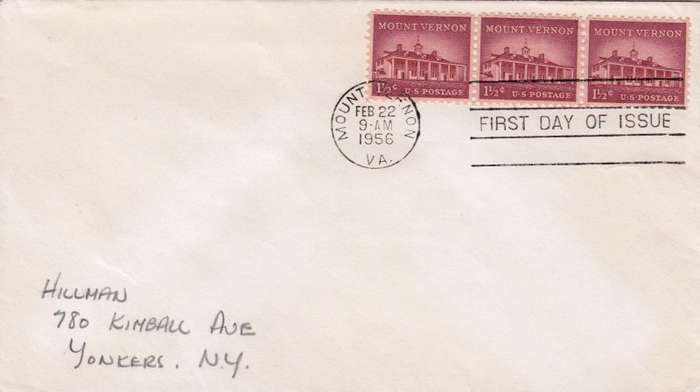 MOUNT VERNON MOUNT VERNON MOUNT VERNON
1½¢ U·S·POSTAGE 1½¢ U·S·POSTAGE 1½¢ U·S·POSTAGE
MOUNT VERNON
FEB 22
9-AM
1956
VA.
FIRST DAY OF ISSUE
HILLMAN
780 KIMBALL AVE
YONKERS. N.Y.